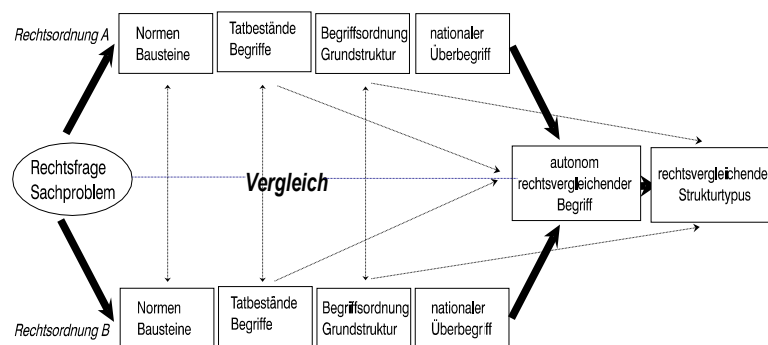 Rechtsordnung A
Normen
Bausteine
Tatbestände
Begriffe
Begriffsordnung
Grundstruktur
nationaler
Überbegriff
Rechtsfrage
Sachproblem
Vergleich
autonom
rechtsvergleichender
Begriff
rechtsvergleichender
Strukturtypus
Rechtsordnung B
Normen
Bausteine
Tatbestände
Begriffe
Begriffsordnung
Grundstruktur
nationaler
Überbegriff